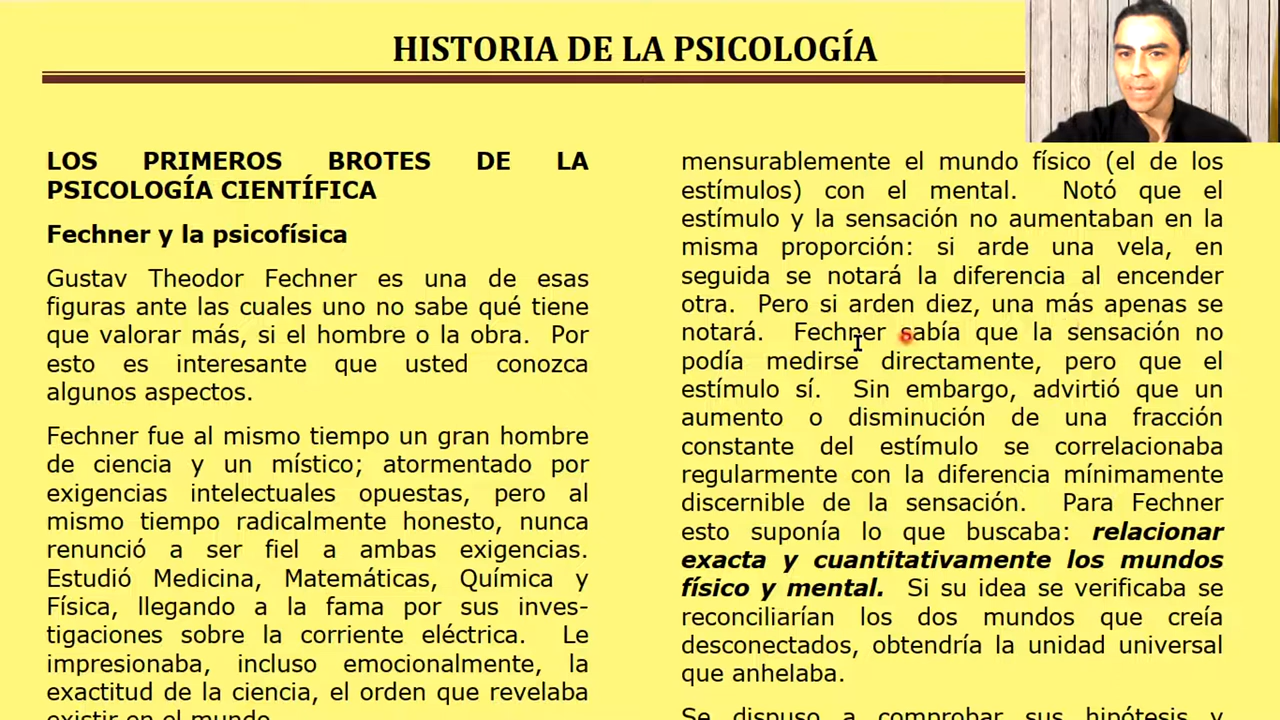 HISTORIA DE LA PSICOLOGÍA
LOS PRIMEROS BROTES DE LA
PSICOLOGÍA CIENTÍFICA
Fechner y la psicofísica
Gustav Theodor Fechner es una de esas
figuras ante las cuales uno no sabe qué tiene
que valorar más, si el hombre o la obra. Por
esto es interesante que usted conozca
algunos aspectos.
Fechner fue al mismo tiempo un gran hombre
de ciencia y un místico; atormentado por
exigencias intelectuales opuestas, pero al
mismo tiempo radicalmente honesto, nunca
renunció a ser fiel a ambas exigencias.
Estudió Medicina, Matemáticas, Química y
Física, llegando a la fama por sus inves-
tigaciones sobre la corriente eléctrica. Le
impresionaba, incluso emocionalmente, la
exactitud de la ciencia, el orden que revelaba
existir en el mundo.
mensurablemente el mundo físico (el de los
estímulos) con el mental. Notó que el
estímulo y la sensación no aumentaban en la
misma proporción: si arde una vela, en
seguida se notará la diferencia al encender
otra. Pero si arden diez, una más apenas se
notará. Fechner sabía que la sensación no
podía medirse directamente, pero que el
estímulo sí. Sin embargo, advirtió que un
aumento o disminución de una fracción
constante del estímulo se correlacionaba
regularmente con la diferencia mínimamente
discernible de la sensación. Para Fechner
esto suponía lo que buscaba: relacionar
exacta y cuantitativamente los mundos
físico y mental. Si su idea se verificaba se
reconciliarían los dos mundos que creía
desconectados, obtendría la unidad universal
que anhelaba.
Se dispuso a comprobar sus hipótesis y